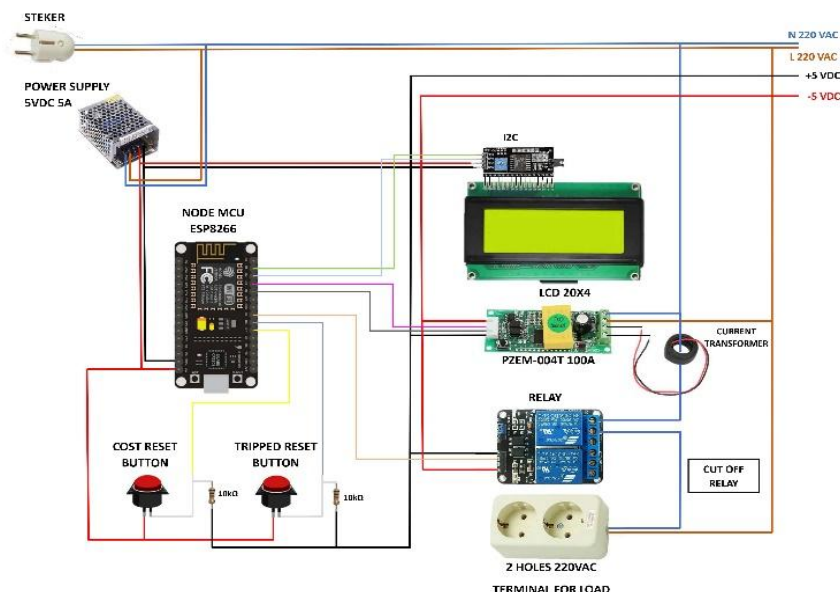 STEKER
N 220 VAC
L 220 VAC
+5 VDC
-5 VDC
POWER SUPPLY
5VDC 5A
I2C
NODE MCU
ESP8266
LCD 20X4
CURRENT
TRANSFORMER
PZEM-004T 100A
RELAY
COST RESET
BUTTON
TRIPPED RESET
BUTTON
10kΩ
10kΩ
CUT OFF
RELAY
2 HOLES 220VAC
TERMINAL FOR LOAD